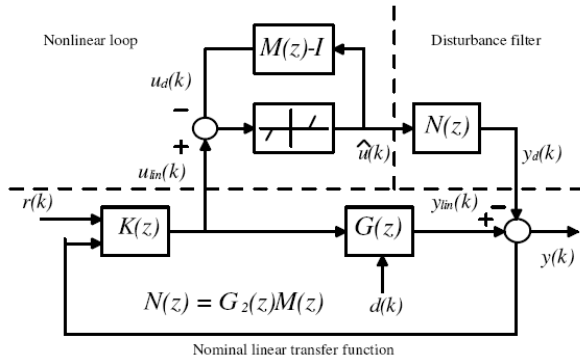 Nonlinear loop
Disturbance filter
M(z)-I
u_d(k)
−
+
û(k)
N(z)
y_d(k)
u_lin(k)
r(k)
K(z)
G(z)
y_lin(k)
+ −
y(k)
N(z) = G_2(z)M(z)
d(k)
Nominal linear transfer function